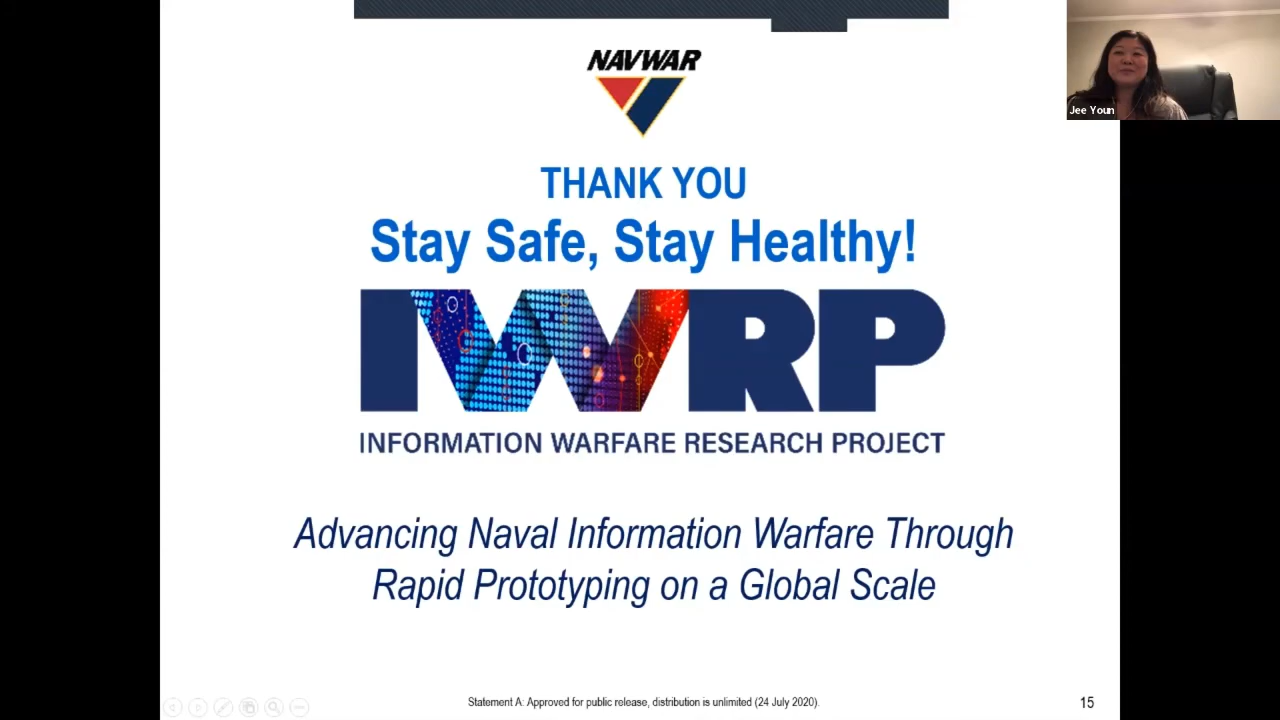 NAVWAR
Jee Youn
THANK YOU
Stay Safe, Stay Healthy!
IWRP
INFORMATION WARFARE RESEARCH PROJECT
Advancing Naval Information Warfare Through
Rapid Prototyping on a Global Scale
Statement A: Approved for public release, distribution is unlimited (24 July 2020).
15